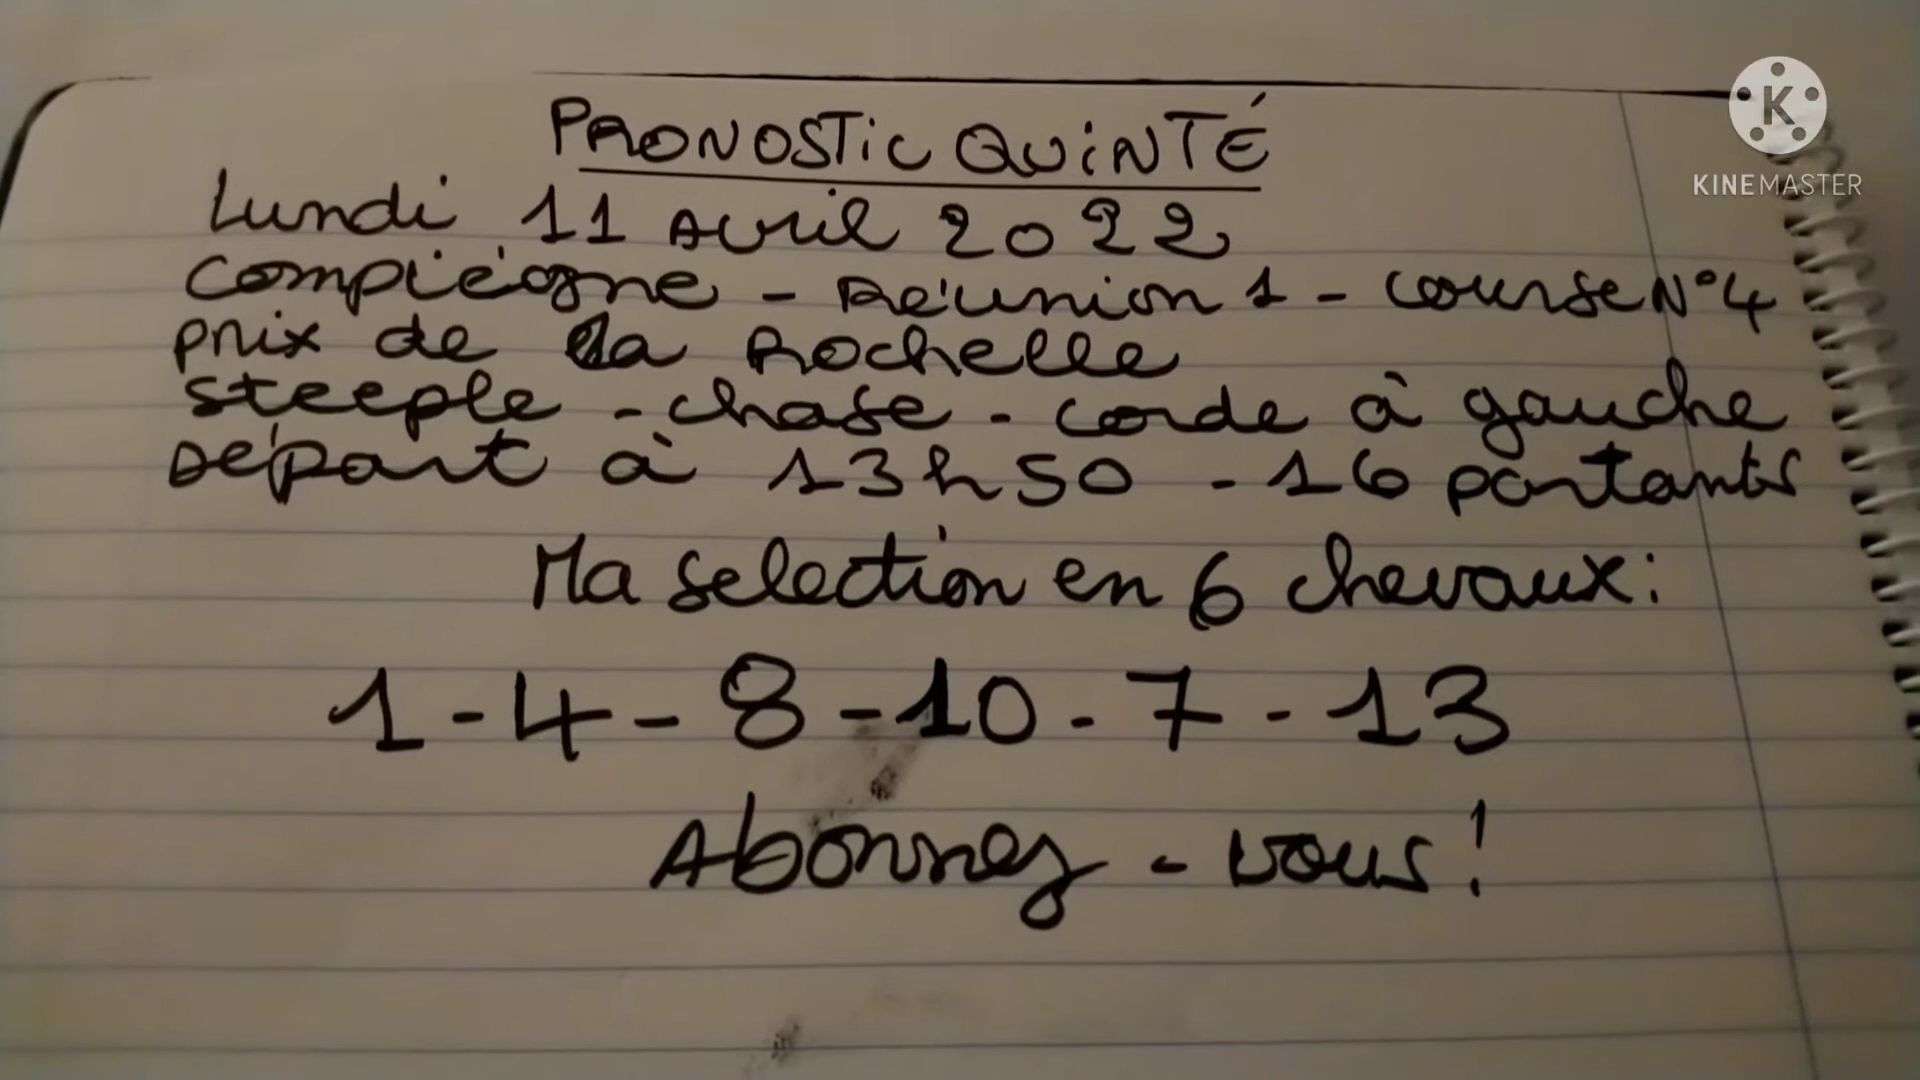 PRONOSTIC QUINTÉ
Lundi 11 avril 2022
Compiégne - Réunion 1 - course N°4
prix de La Rochelle
steeple - chase - corde à gauche
Départ à 13h50 - 16 partants
Ma selection en 6 chevaux:
1 - 4 - 8 - 10 - 7 - 13
Abonnez - vous !
K
KINEMASTER